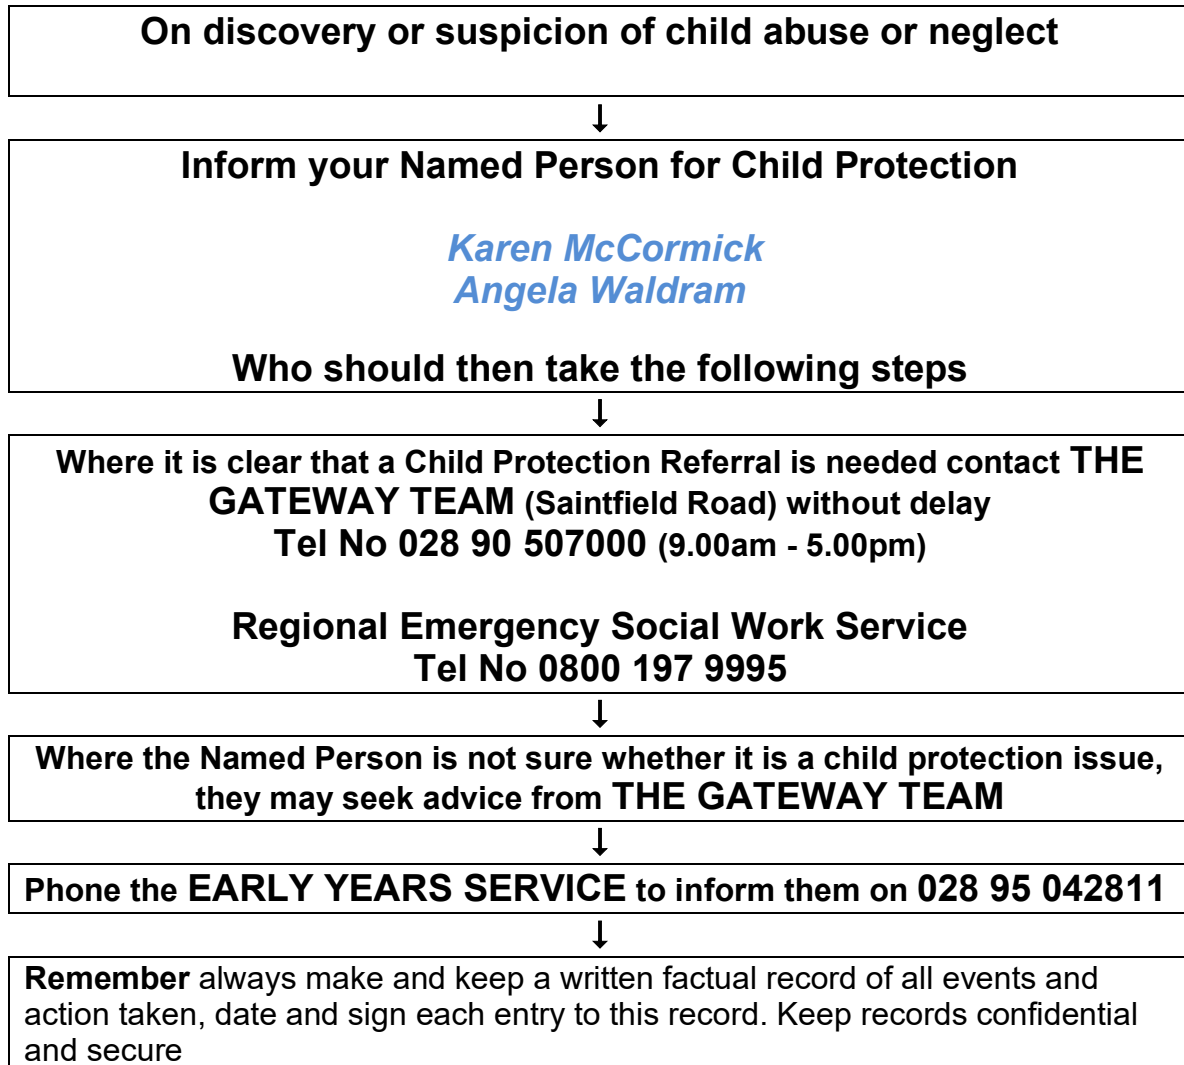 On discovery or suspicion of child abuse or neglect
Inform your Named Person for Child Protection
Karen McCormick
Angela Waldram
Who should then take the following steps
Where it is clear that a Child Protection Referral is needed contact THE
GATEWAY TEAM (Saintfield Road) without delay
Tel No 028 90 507000 (9.00am - 5.00pm)
Regional Emergency Social Work Service
Tel No 0800 197 9995
Where the Named Person is not sure whether it is a child protection issue,
they may seek advice from THE GATEWAY TEAM
Phone the EARLY YEARS SERVICE to inform them on 028 95 042811
Remember always make and keep a written factual record of all events and
action taken, date and sign each entry to this record. Keep records confidential
and secure